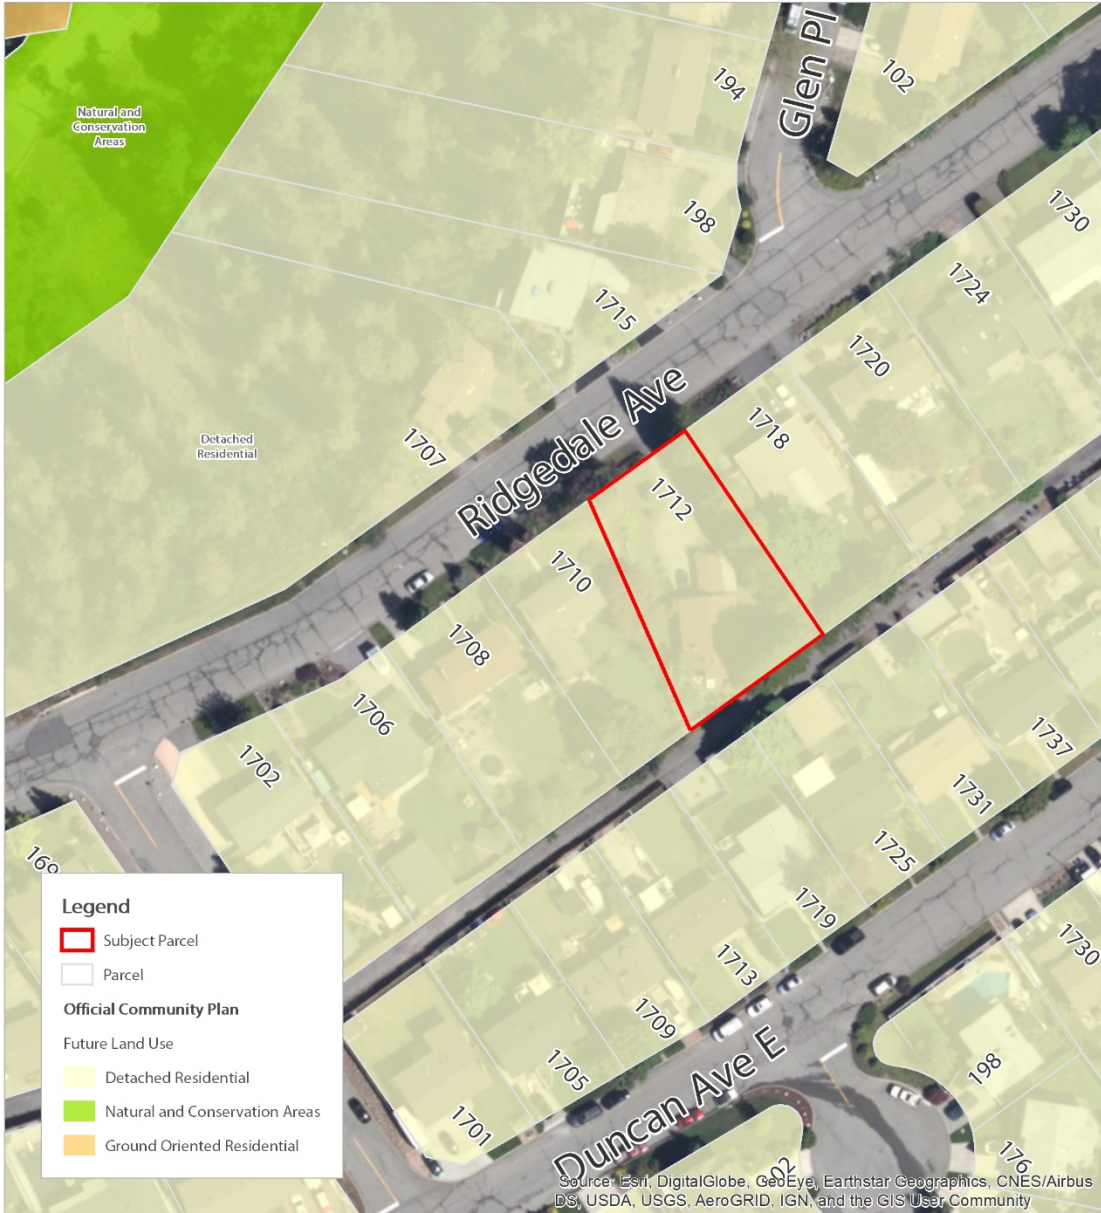 Glen Pl
194
102
Natural and
Conservation
Areas
198
1730
1724
1715
1720
1718
Ridgedale Ave
Detached
Residential
1707
1712
1710
1708
1706
1702
1737
1731
1725
1719
1713
1709
1705
1701
1730
198
176
Duncan Ave E
Legend
Subject Parcel
Parcel
Official Community Plan
Future Land Use
Detached Residential
Natural and Conservation Areas
Ground Oriented Residential
Source: Esri, DigitalGlobe, GeoEye, Earthstar Geographics, CNES/Airbus
DS, USDA, USGS, AeroGRID, IGN, and the GIS User Community